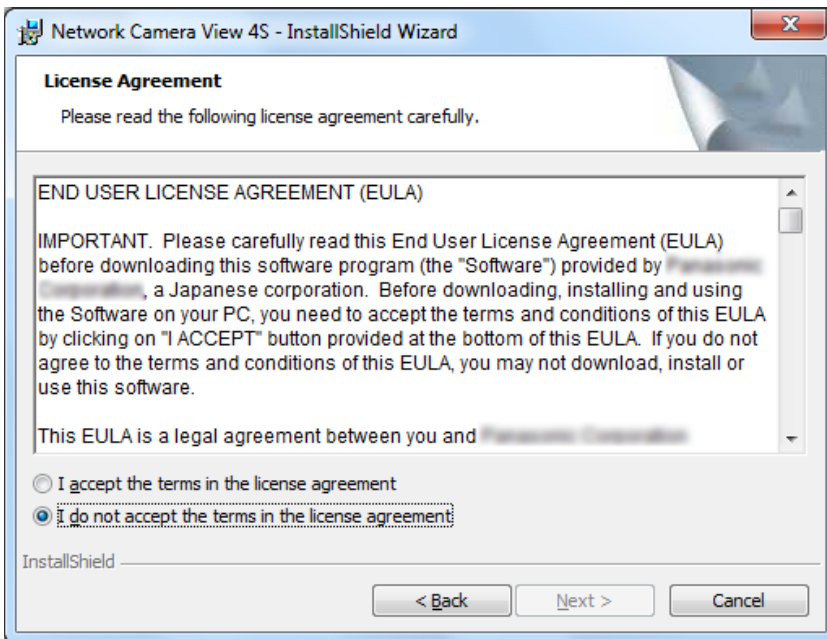 Network Camera View 4S - InstallShield Wizard
License Agreement
Please read the following license agreement carefully.
END USER LICENSE AGREEMENT (EULA)
IMPORTANT.  Please carefully read this End User License Agreement (EULA)
before downloading this software program (the "Software") provided by
, a Japanese corporation.  Before downloading, installing and using
the Software on your PC, you need to accept the terms and conditions of this EULA
by clicking on "I ACCEPT" button provided at the bottom of this EULA.  If you do not
agree to the terms and conditions of this EULA, you may not download, install or
use this software.
This EULA is a legal agreement between you and
I accept the terms in the license agreement
I do not accept the terms in the license agreement
InstallShield
< Back
Next >
Cancel